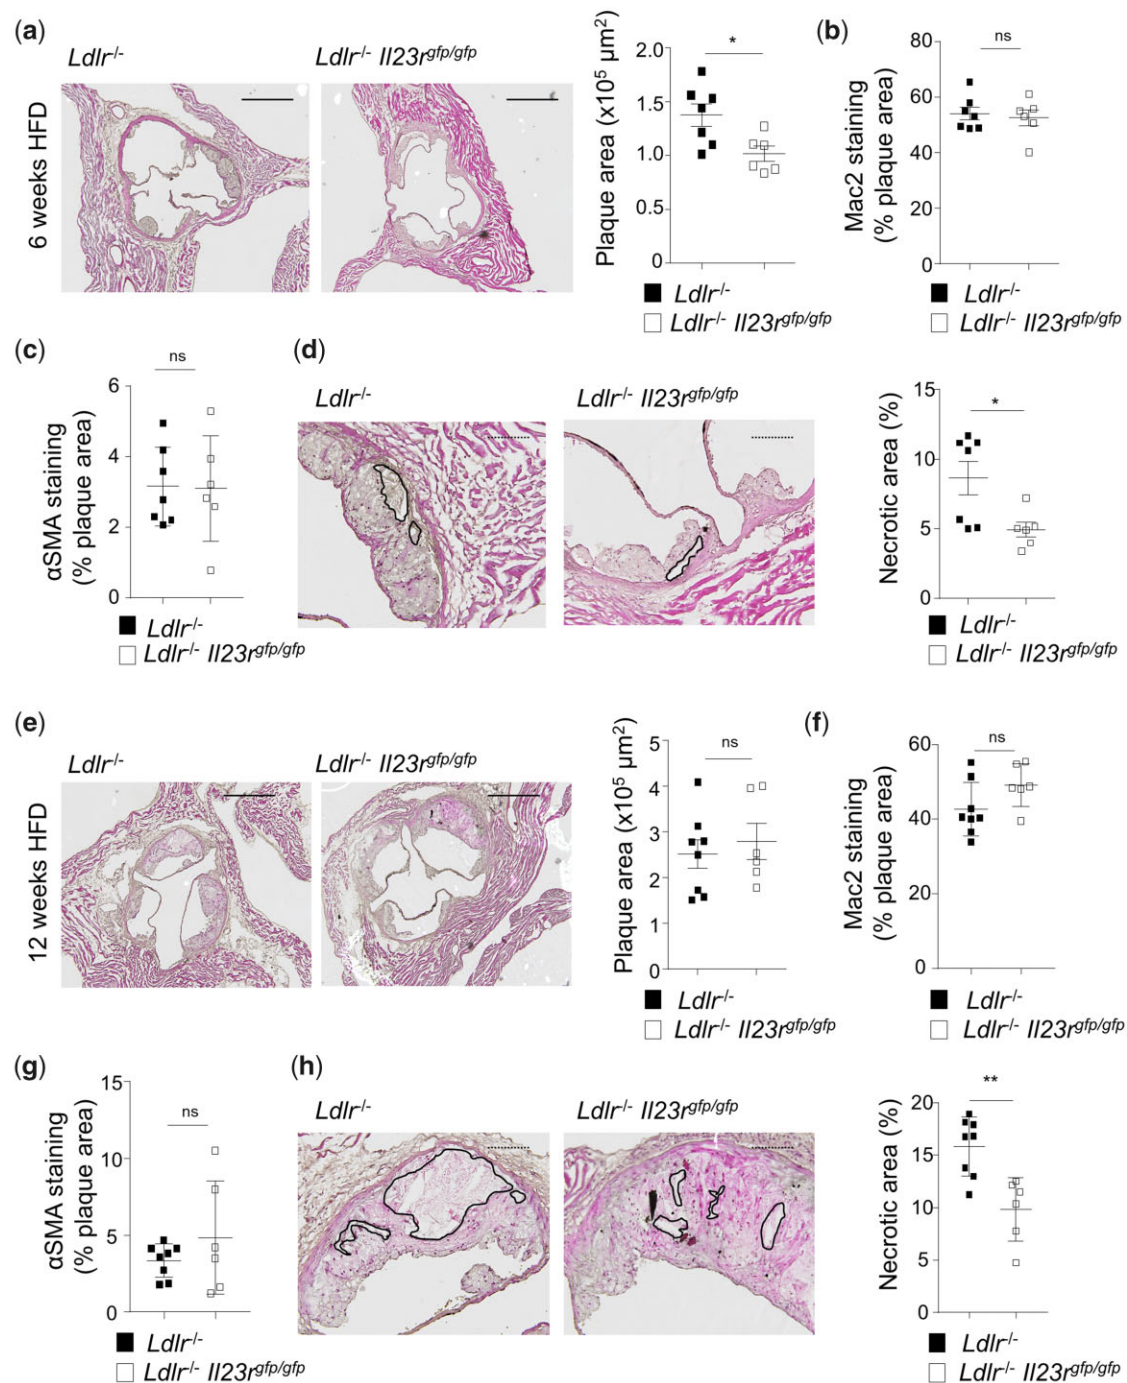 (a)
Ldlr-/-
Ldlr-/- Il23rgfp/gfp
6 weeks HFD
Plaque area (x10⁵ µm²)
2.0
1.5
1.0
0.5
0
*
Ldlr-/-
Ldlr-/- Il23rgfp/gfp
(b)
Mac2 staining
(% plaque area)
80
60
40
20
0
ns
Ldlr-/-
Ldlr-/- Il23rgfp/gfp
(c)
αSMA staining
(% plaque area)
6
4
2
0
ns
Ldlr-/-
Ldlr-/- Il23rgfp/gfp
(d)
Ldlr-/-
Ldlr-/- Il23rgfp/gfp
Necrotic area (%)
15
10
5
0
*
Ldlr-/-
Ldlr-/- Il23rgfp/gfp
(e)
Ldlr-/-
Ldlr-/- Il23rgfp/gfp
12 weeks HFD
Plaque area (x10⁵ µm²)
5
4
3
2
1
0
ns
Ldlr-/-
Ldlr-/- Il23rgfp/gfp
(f)
Mac2 staining
(% plaque area)
60
40
20
0
ns
Ldlr-/-
Ldlr-/- Il23rgfp/gfp
(g)
αSMA staining
(% plaque area)
15
10
5
0
ns
Ldlr-/-
Ldlr-/- Il23rgfp/gfp
(h)
Ldlr-/-
Ldlr-/- Il23rgfp/gfp
Necrotic area (%)
20
15
10
5
0
**
Ldlr-/-
Ldlr-/- Il23rgfp/gfp